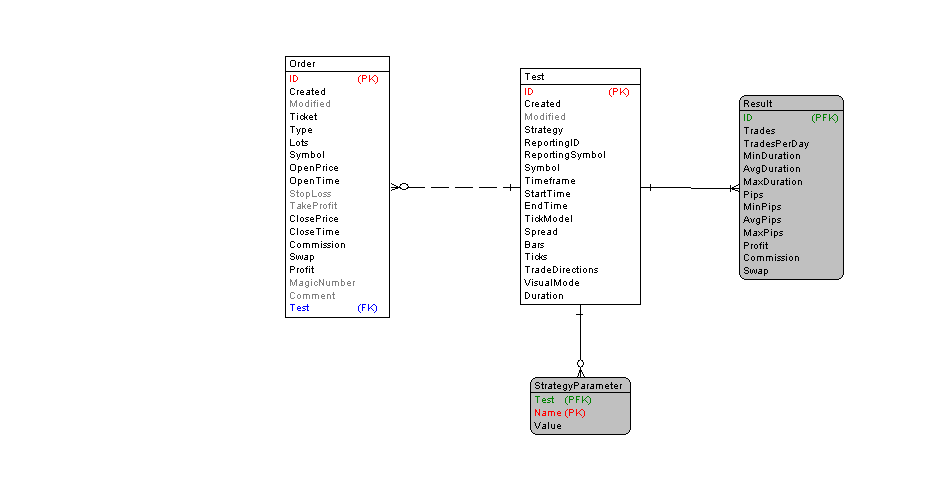 Order
ID (PK)
Created
Modified
Ticket
Type
Lots
Symbol
OpenPrice
OpenTime
StopLoss
TakeProfit
ClosePrice
CloseTime
Commission
Swap
Profit
MagicNumber
Comment
Test (FK)
Test
ID (PK)
Created
Modified
Strategy
ReportingID
ReportingSymbol
Symbol
Timeframe
StartTime
EndTime
TickModel
Spread
Bars
Ticks
TradeDirections
VisualMode
Duration
Result
ID (PFK)
Trades
TradesPerDay
MinDuration
AvgDuration
MaxDuration
Pips
MinPips
AvgPips
MaxPips
Profit
Commission
Swap
StrategyParameter
Test (PFK)
Name (PK)
Value